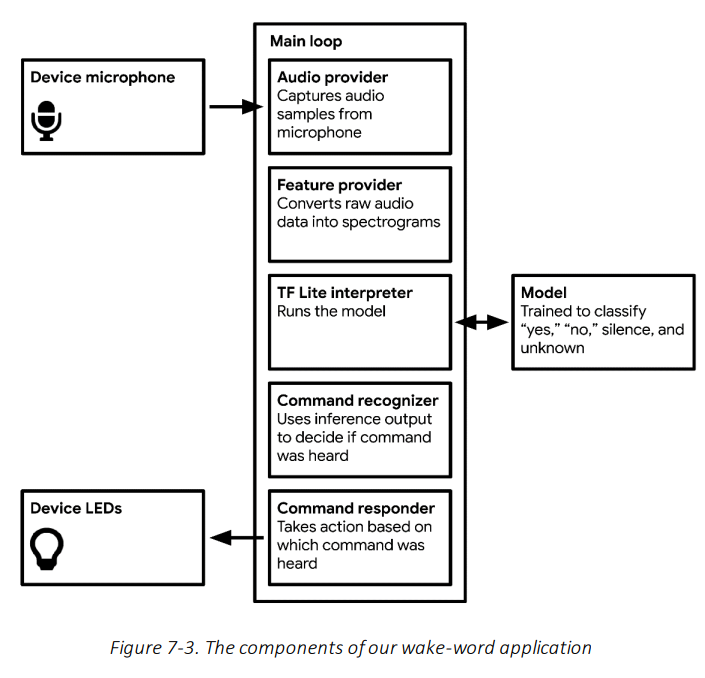 Main loop
Device microphone
Audio provider
Captures audio
samples from
microphone
Feature provider
Converts raw audio
data into spectrograms
TF Lite interpreter
Runs the model
Model
Trained to classify
“yes,” “no,” silence, and
unknown
Command recognizer
Uses inference output
to decide if command
was heard
Device LEDs
Command responder
Takes action based on
which command was
heard
Figure 7-3. The components of our wake-word application